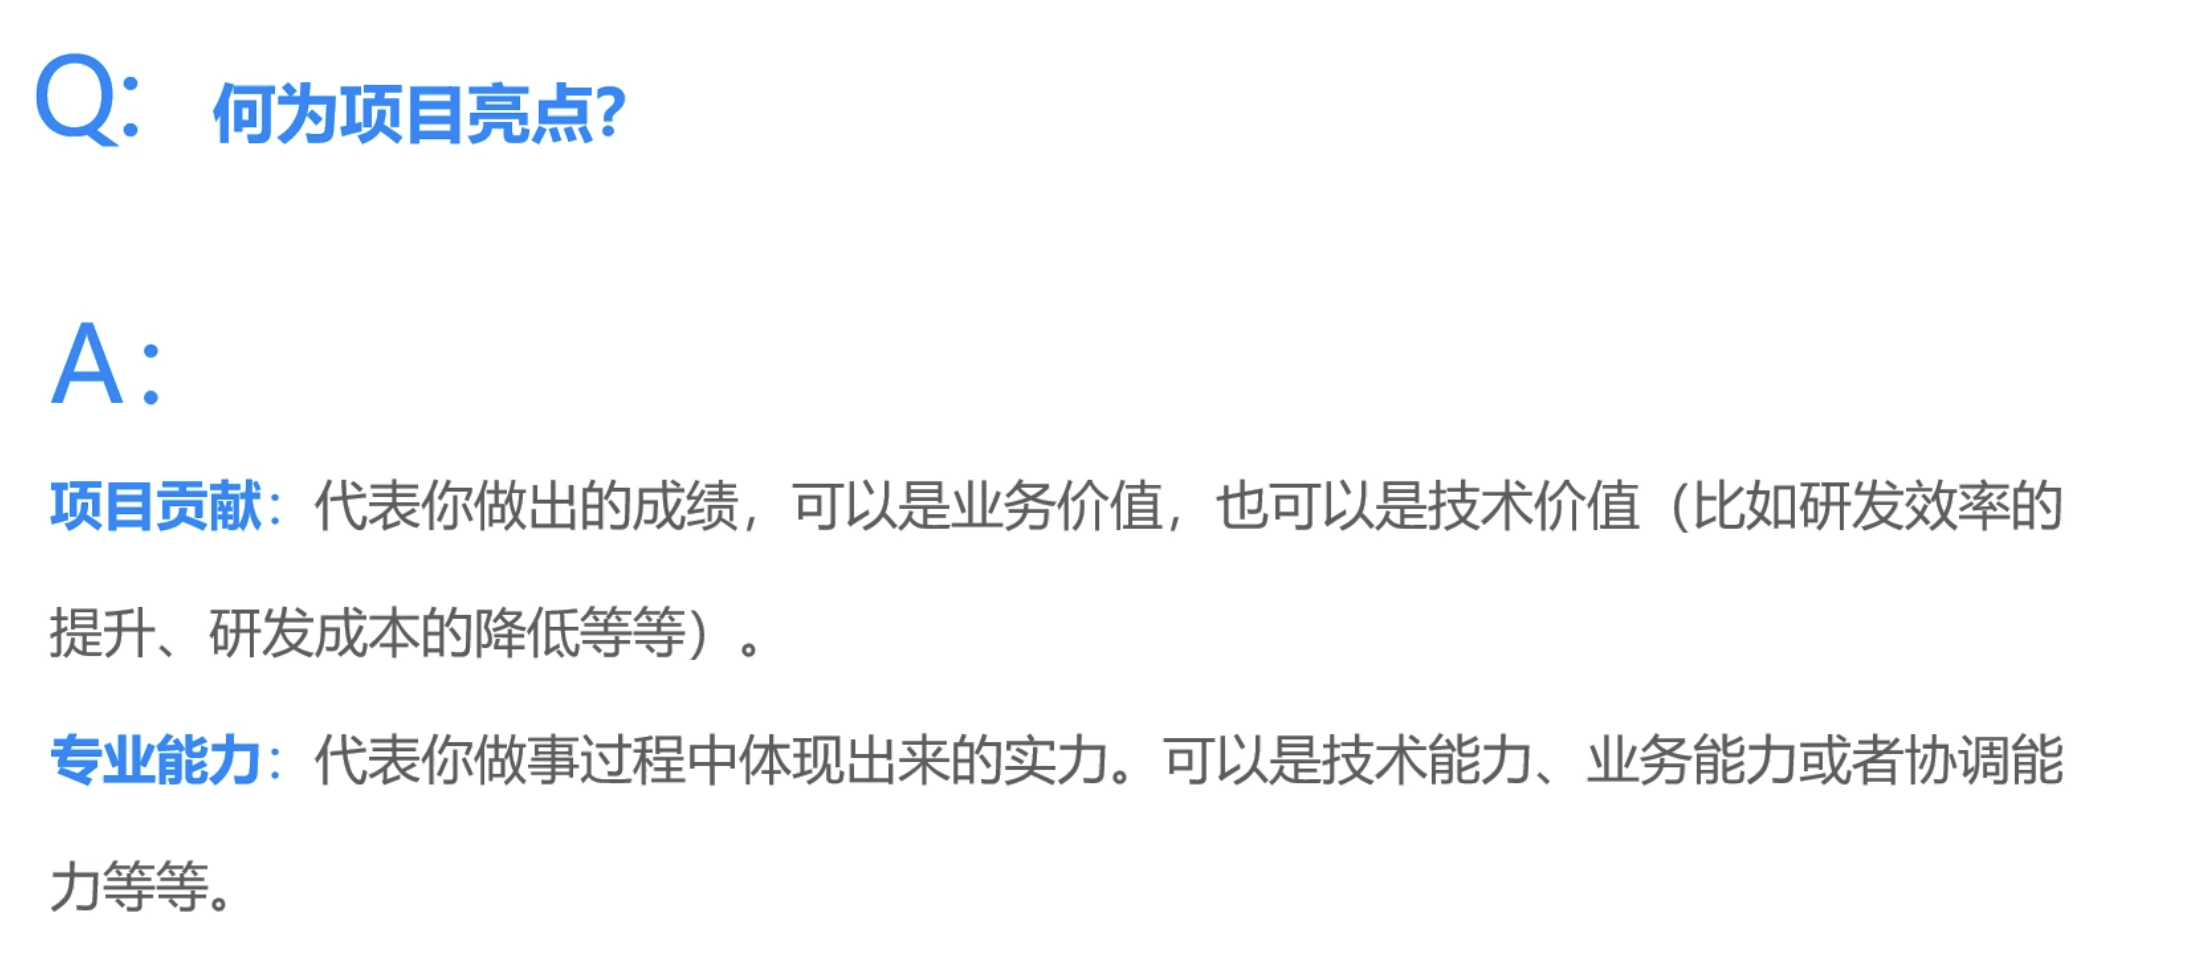 Q: 何为项目亮点?
A:
项目贡献：代表你做出的成绩，可以是业务价值，也可以是技术价值（比如研发效率的
提升、研发成本的降低等等）。
专业能力：代表你做事过程中体现出来的实力。可以是技术能力、业务能力或者协调能
力等等。